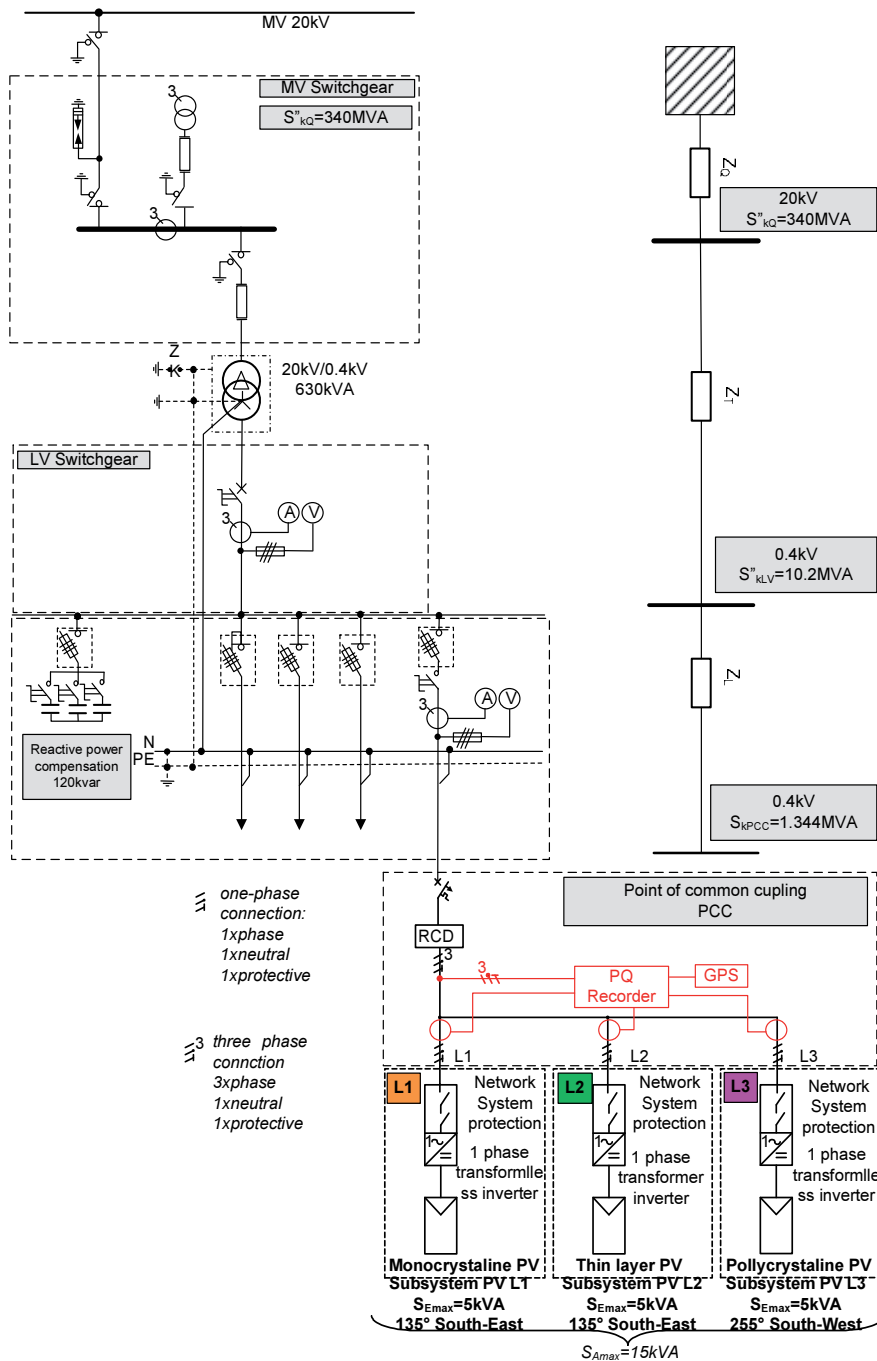 MV 20kV
MV Switchgear
S"kQ=340MVA
3
3
Z
K
20kV/0.4kV
630kVA
LV Switchgear
3
A
V
3
A
V
N
PE
Reactive power
compensation
120kvar
ZQ
20kV
S"kQ=340MVA
ZT
0.4kV
S"kLV=10.2MVA
ZL
0.4kV
SkPCC=1.344MVA
one-phase
connection:
1xphase
1xneutral
1xprotective
3 three phase
connction
3xphase
1xneutral
1xprotective
Point of common cupling
PCC
RCD
3
3
PQ
Recorder
GPS
L1
L2
L3
L1
Network
System
protection
1~
=
1 phase
transformlle
ss inverter
L2
Network
System
protection
1~
=
1 phase
transformer
inverter
L3
Network
System
protection
1~
=
1 phase
transformlle
ss inverter
Monocrystaline PV
Subsystem PV L1
SEmax=5kVA
135° South-East
Thin layer PV
Subsystem PV L2
SEmax=5kVA
135° South-East
Pollycrystaline PV
Subsystem PV L3
SEmax=5kVA
255° South-West
SAmax=15kVA